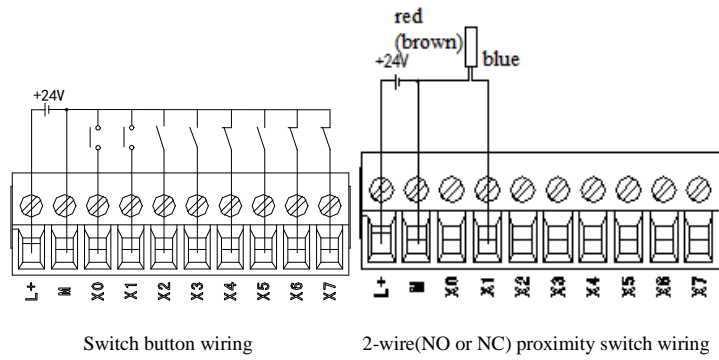 red
(brown)
+24V
blue
+24V
L+ M X0 X1 X2 X3 X4 X5 X6 X7
L+ M X0 X1 X2 X3 X4 X5 X6 X7
Switch button wiring
2-wire(NO or NC) proximity switch wiring